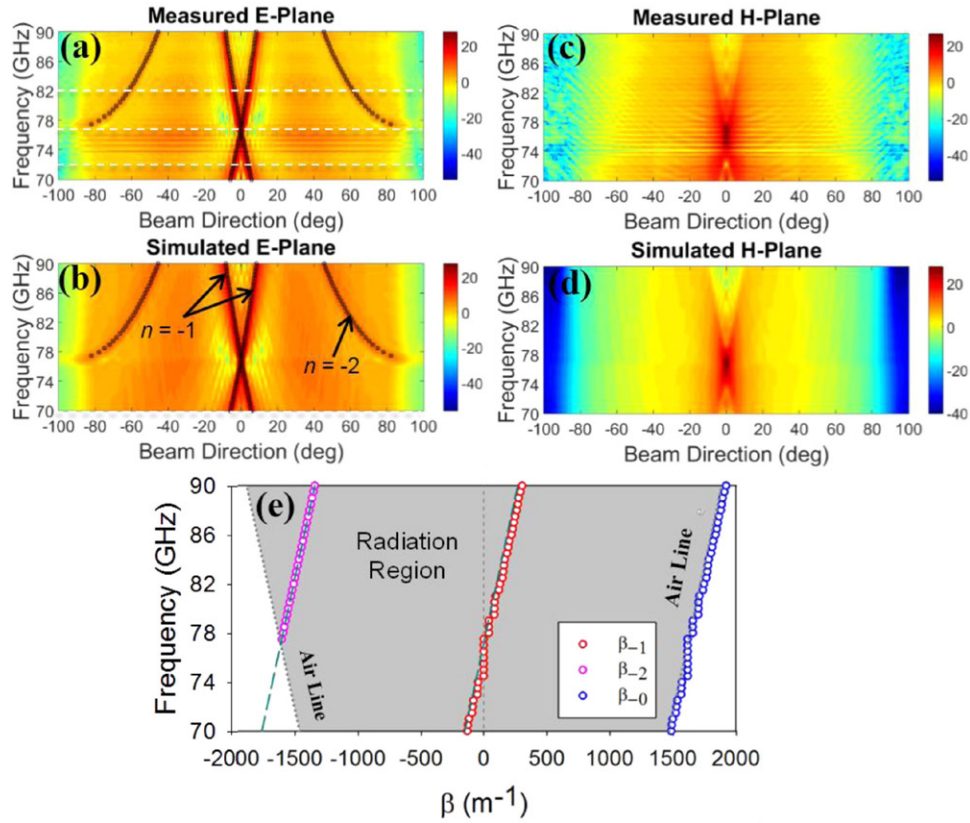 Measured E-Plane
(a)
Frequency (GHz)
90
86
82
78
74
70
-100 -80 -60 -40 -20 0 20 40 60 80 100
Beam Direction (deg)
20
0
-20
-40
Measured H-Plane
(c)
Frequency (GHz)
90
86
82
78
74
70
-100 -80 -60 -40 -20 0 20 40 60 80 100
Beam Direction (deg)
20
0
-20
-40
Simulated E-Plane
(b)
n = -1
n = -2
Frequency (GHz)
90
86
82
78
74
70
-100 -80 -60 -40 -20 0 20 40 60 80 100
Beam Direction (deg)
20
0
-20
-40
Simulated H-Plane
(d)
Frequency (GHz)
90
86
82
78
74
70
-100 -80 -60 -40 -20 0 20 40 60 80 100
Beam Direction (deg)
20
0
-20
-40
(e)
Frequency (GHz)
90
86
82
78
74
70
Radiation
Region
Air Line
Air Line
β−1
β−2
β−0
-2000 -1500 -1000 -500 0 500 1000 1500 2000
β (m-1)